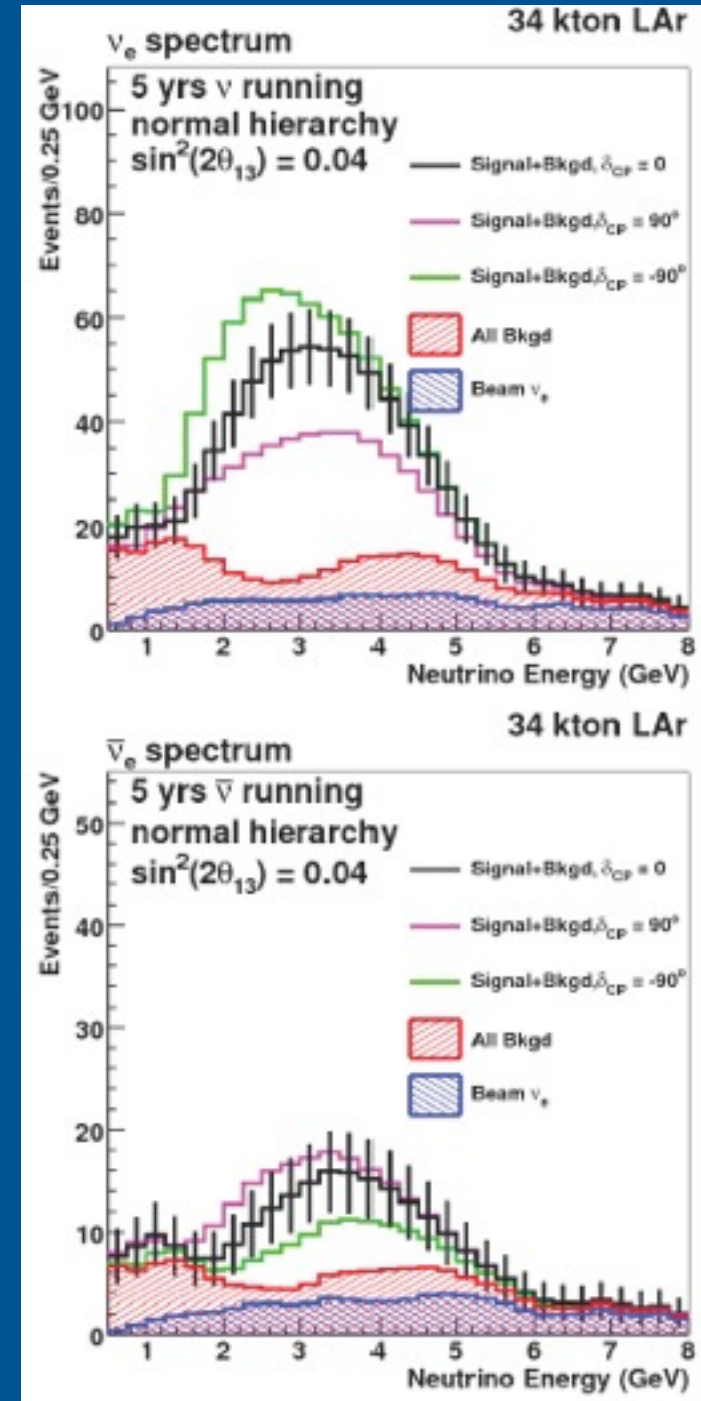 34 kton LAr
νₑ spectrum
5 yrs ν running
normal hierarchy
sin²(2θ₁₃) = 0.04
Signal+Bkgd, δCP = 0
Signal+Bkgd,δCP = 90°
Signal+Bkgd,δCP = -90°
All Bkgd
Beam νₑ
Events/0.25 GeV
100
80
60
40
20
0
1 2 3 4 5 6 7 8
Neutrino Energy (GeV)
34 kton LAr
ν̅ₑ spectrum
5 yrs ν̅ running
normal hierarchy
sin²(2θ₁₃) = 0.04
Signal+Bkgd, δCP = 0
Signal+Bkgd,δCP = 90°
Signal+Bkgd,δCP = -90°
All Bkgd
Beam νₑ
Events/0.25 GeV
50
40
30
20
10
0
1 2 3 4 5 6 7 8
Neutrino Energy (GeV)